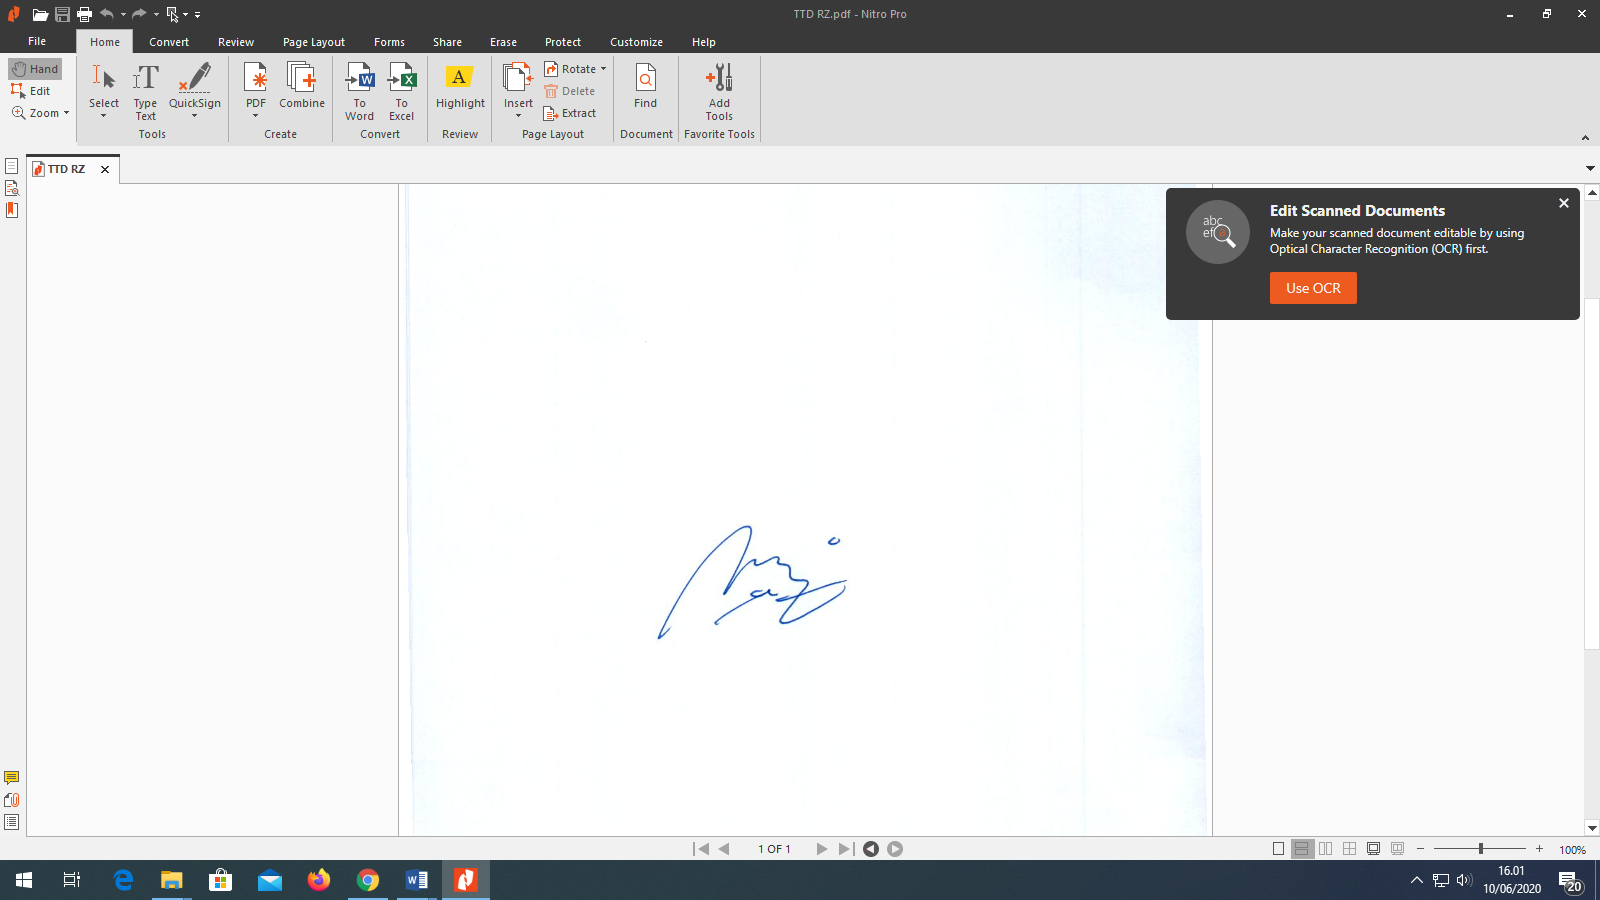 TTD RZ.pdf - Nitro Pro
File Home Convert Review Page Layout Forms Share Erase Protect Customize Help
Hand
Edit
Zoom
Select
Type Text
QuickSign
Tools
PDF
Combine
Create
To Word
To Excel
Convert
A
Highlight
Review
Insert
Rotate
Delete
Extract
Page Layout
Find
Document
Add Tools
Favorite Tools
TTD RZ
abc
efa
Edit Scanned Documents
Make your scanned document editable by using
Optical Character Recognition (OCR) first.
Use OCR
1 OF 1
100%
16.01
10/06/2020
20